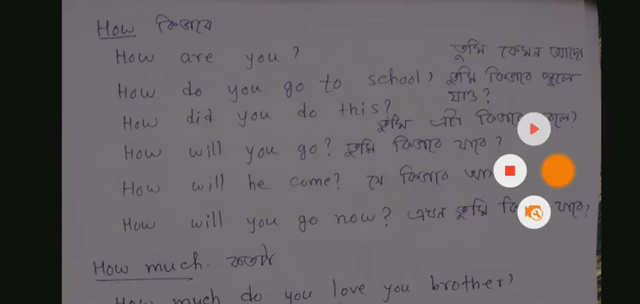 How কিভাবে
How are you? তুমি কেমন আছো
How do you go to school? তুমি কিভাবে স্কুলে
যাও?
How did you do this? তুমি এটা কিভাবে
How will you go? তুমি কিভাবে যাবে?
How will he come? সে কিভাবে
How will you go now? এখন তুমি যাবে?
How much. কতটা
How much do you love you brother?